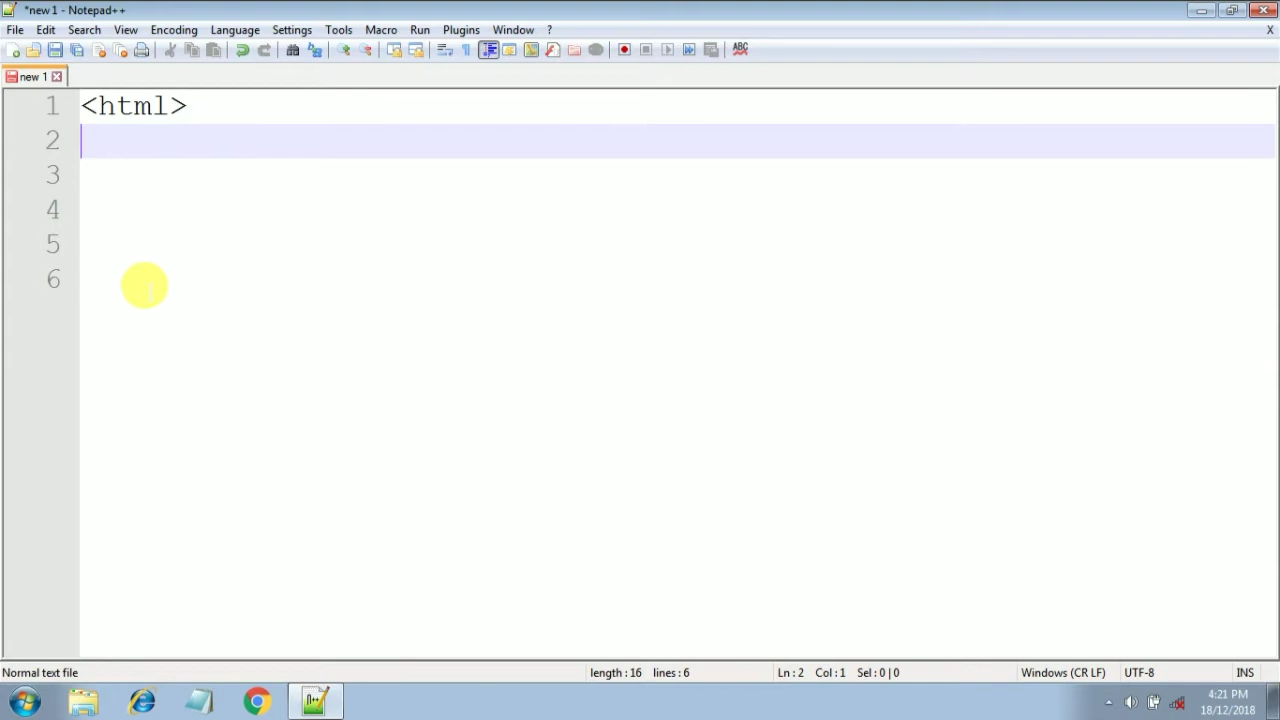 *new 1 - Notepad++
File Edit Search View Encoding Language Settings Tools Macro Run Plugins Window ? X
ABC
new 1
1 <html>
2
3
4
5
6
Normal text file length : 16 lines : 6 Ln : 2 Col : 1 Sel : 0 | 0 Windows (CR LF) UTF-8 INS
4:21 PM
18/12/2018